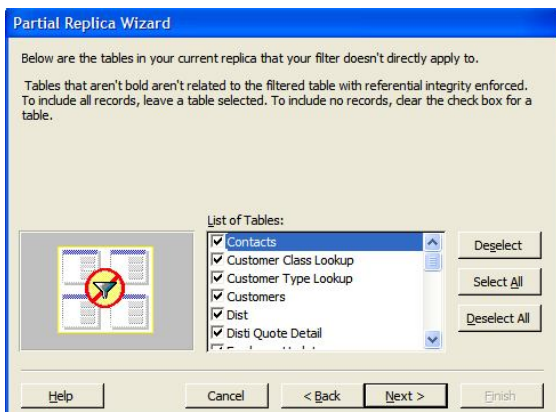 Partial Replica Wizard
Below are the tables in your current replica that your filter doesn't directly apply to.
Tables that aren't bold aren't related to the filtered table with referential integrity enforced.
To include all records, leave a table selected. To include no records, clear the check box for a
table.
List of Tables:
Contacts
Customer Class Lookup
Customer Type Lookup
Customers
Dist
Disti Quote Detail
Deselect
Select All
Deselect All
Help
Cancel
< Back
Next >
Finish